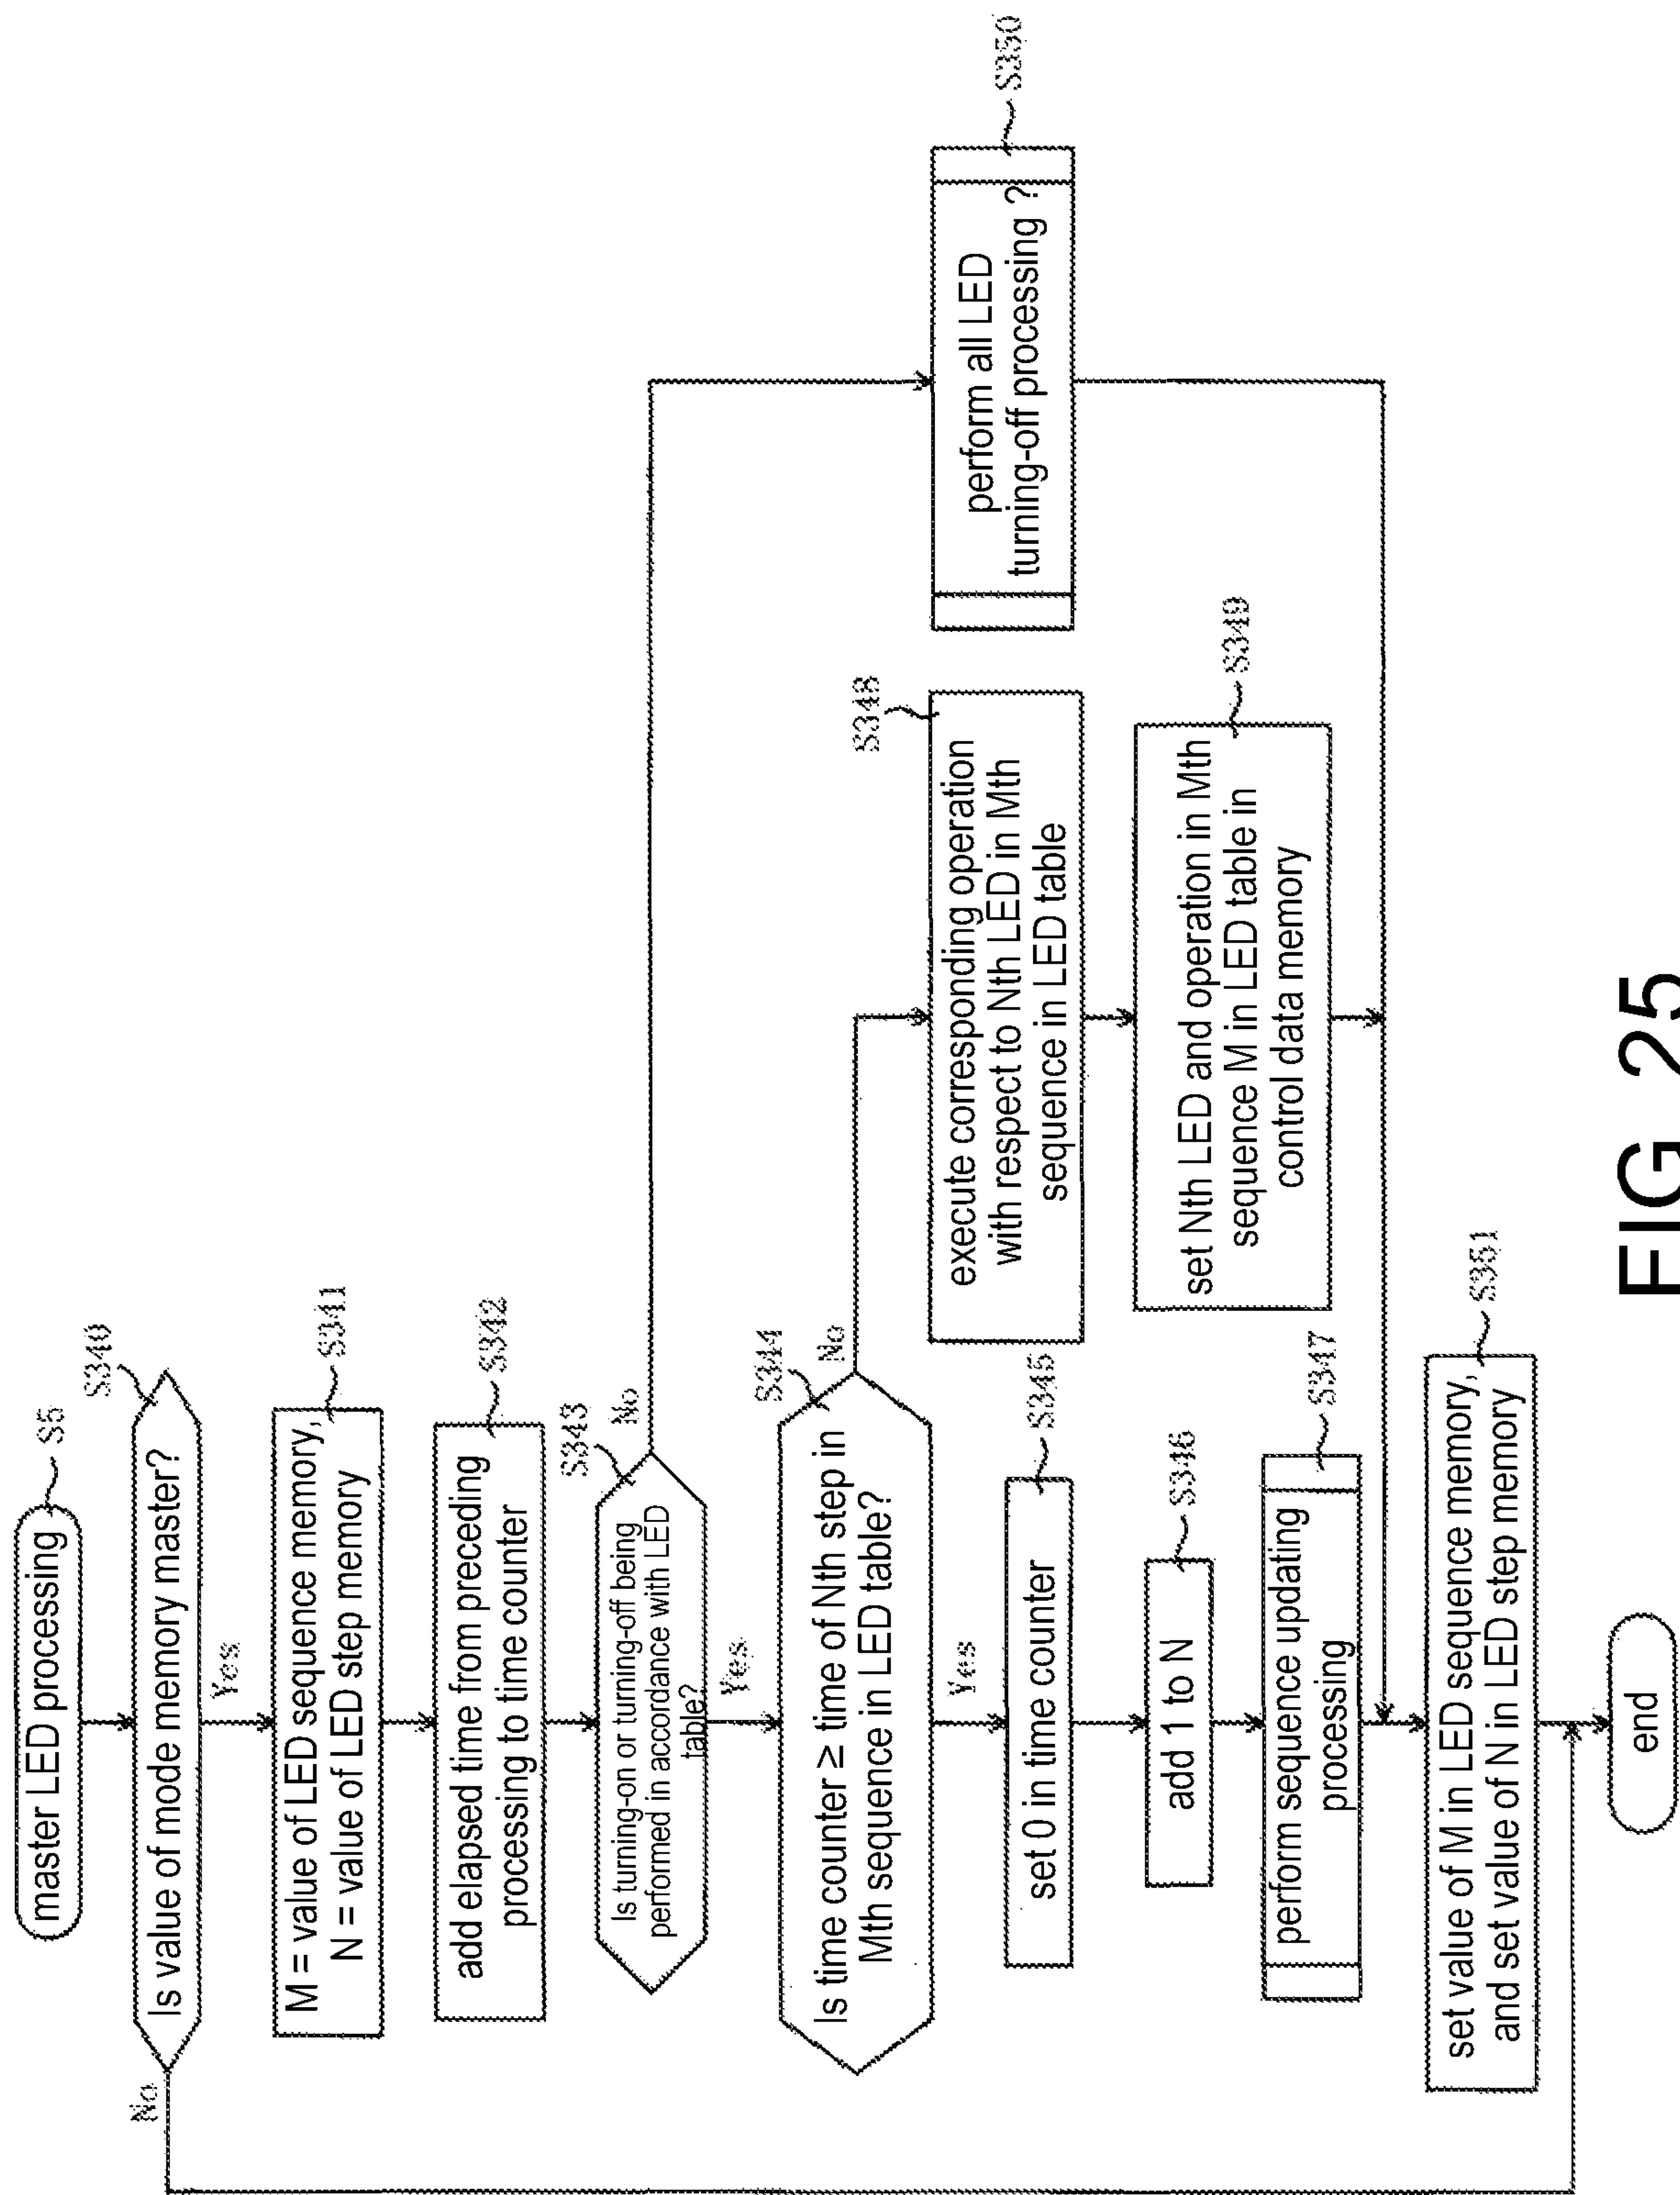 master LED processing
S5
Is value of mode memory master?
S340
No
Yes
M = value of LED sequence memory,
N = value of LED step memory
S341
add elapsed time from preceding
processing to time counter
S342
Is turning-on or turning-off being
performed in accordance with LED
table?
S343
No
Yes
Is time counter ≥ time of Nth step in
Mth sequence in LED table?
S344
No
Yes
set 0 in time counter
S345
add 1 to N
S346
perform sequence updating
processing
S347
execute corresponding operation
with respect to Nth LED in Mth
sequence in LED table
S348
set Nth LED and operation in Mth
sequence M in LED table in
control data memory
S349
perform all LED
turning-off processing ?
S350
set value of M in LED sequence memory,
and set value of N in LED step memory
S351
end
FIG 25